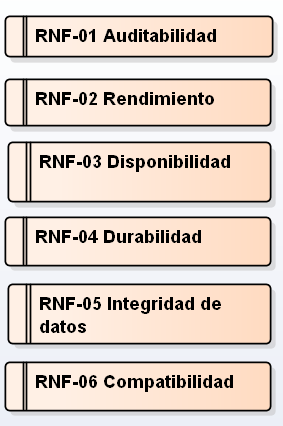 RNF-01 Auditabilidad
RNF-02 Rendimiento
RNF-03 Disponibilidad
RNF-04 Durabilidad
RNF-05 Integridad de
datos
RNF-06 Compatibilidad